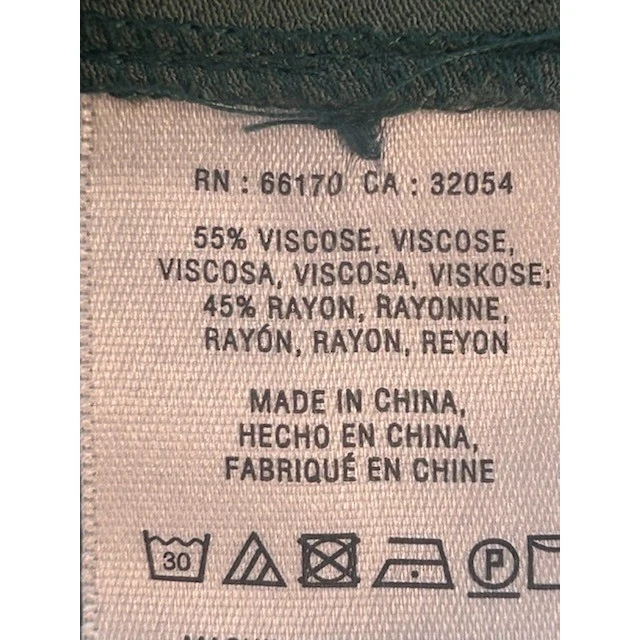 RN : 66170 CA : 32054
55% VISCOSE, VISCOSE,
VISCOSA, VISCOSA, VISKOSE;
45% RAYON, RAYONNE,
RAYÓN, RAYON, REYON
MADE IN CHINA,
HECHO EN CHINA,
FABRIQUÉ EN CHINE
30 P